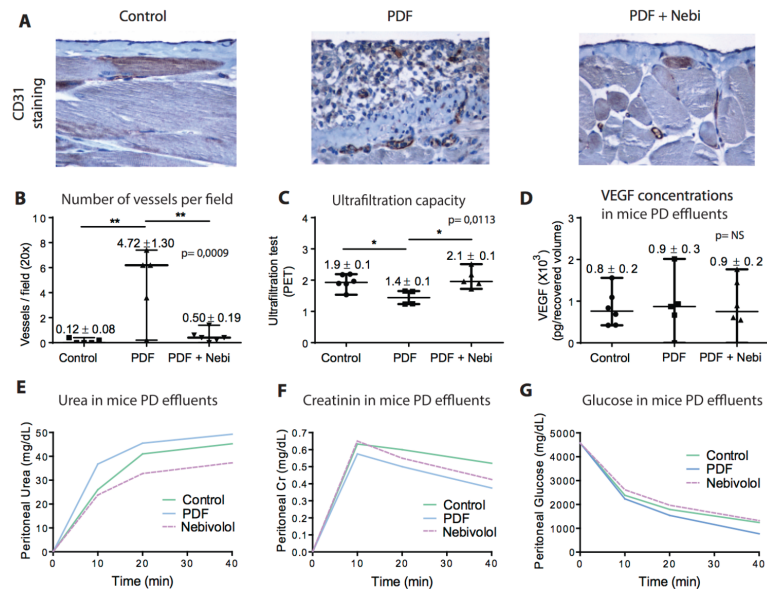 A
Control
PDF
PDF + Nebi
CD31
staining
B
Number of vessels per field
Vessels / field (20x)
10
8
6
4
2
0
**
**
4.72 ±1.30
p= 0,0009
0.12 ± 0.08
0.50 ± 0.19
Control
PDF
PDF + Nebi
C
Ultrafiltration capacity
Ultrafiltration test
(PET)
4
3
2
1
0
p= 0,0113
*
*
1.9 ± 0.1
1.4 ± 0.1
2.1 ± 0.1
Control
PDF
PDF + Nebi
D
VEGF concentrations
in mice PD effluents
VEGF (X10³)
(pg/recovered volume)
3
2
1
0
p= NS
0.8 ± 0.2
0.9 ± 0.3
0.9 ± 0.2
Control
PDF
PDF + Nebi
E
Urea in mice PD effluents
Peritoneal Urea (mg/dL)
50
40
30
20
10
0
Control
PDF
Nebivolol
0
10
20
30
40
Time (min)
F
Creatinin in mice PD effluents
Peritoneal Cr (mg/dL)
0.7
0.6
0.5
0.4
0.3
0.2
0.1
0.0
Control
PDF
Nebivolol
0
10
20
30
40
Time (min)
G
Glucose in mice PD effluents
Peritoneal Glucose (mg/dL)
5000
4000
3000
2000
1000
0
Control
PDF
Nebivolol
0
10
20
30
40
Time (min)